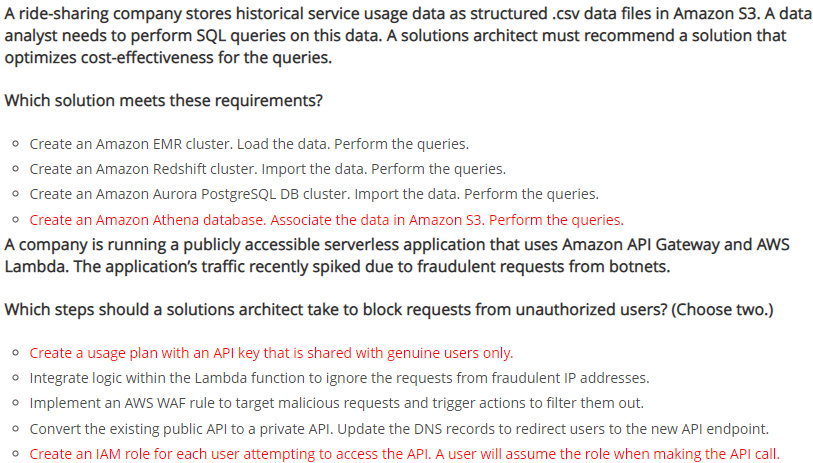 A ride-sharing company stores historical service usage data as structured .csv data files in Amazon S3. A data
analyst needs to perform SQL queries on this data. A solutions architect must recommend a solution that
optimizes cost-effectiveness for the queries.
Which solution meets these requirements?
Create an Amazon EMR cluster. Load the data. Perform the queries.
Create an Amazon Redshift cluster. Import the data. Perform the queries.
Create an Amazon Aurora PostgreSQL DB cluster. Import the data. Perform the queries.
Create an Amazon Athena database. Associate the data in Amazon S3. Perform the queries.
A company is running a publicly accessible serverless application that uses Amazon API Gateway and AWS
Lambda. The application's traffic recently spiked due to fraudulent requests from botnets.
Which steps should a solutions architect take to block requests from unauthorized users? (Choose two.)
Create a usage plan with an API key that is shared with genuine users only.
Integrate logic within the Lambda function to ignore the requests from fraudulent IP addresses.
Implement an AWS WAF rule to target malicious requests and trigger actions to filter them out.
Convert the existing public API to a private API. Update the DNS records to redirect users to the new API endpoint.
Create an IAM role for each user attempting to access the API. A user will assume the role when making the API call.